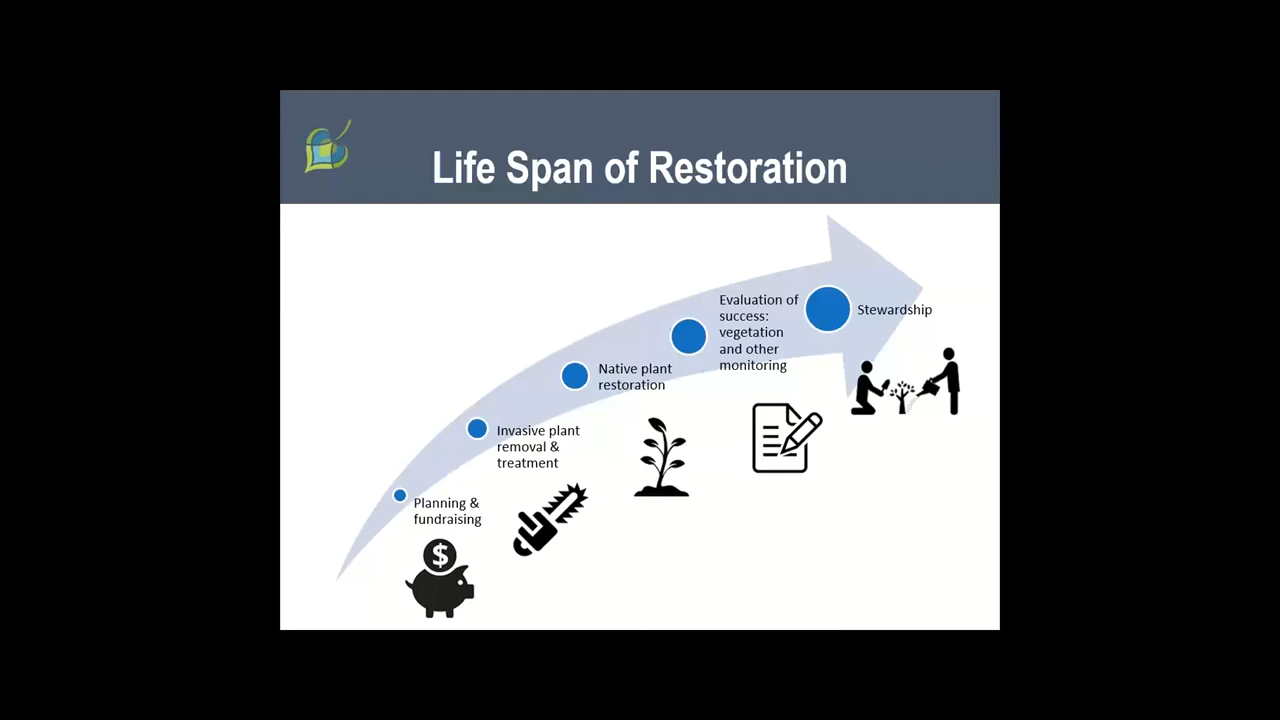 Life Span of Restoration
Planning &
fundraising
$
Invasive plant
removal &
treatment
Native plant
restoration
Evaluation of
success:
vegetation
and other
monitoring
Stewardship